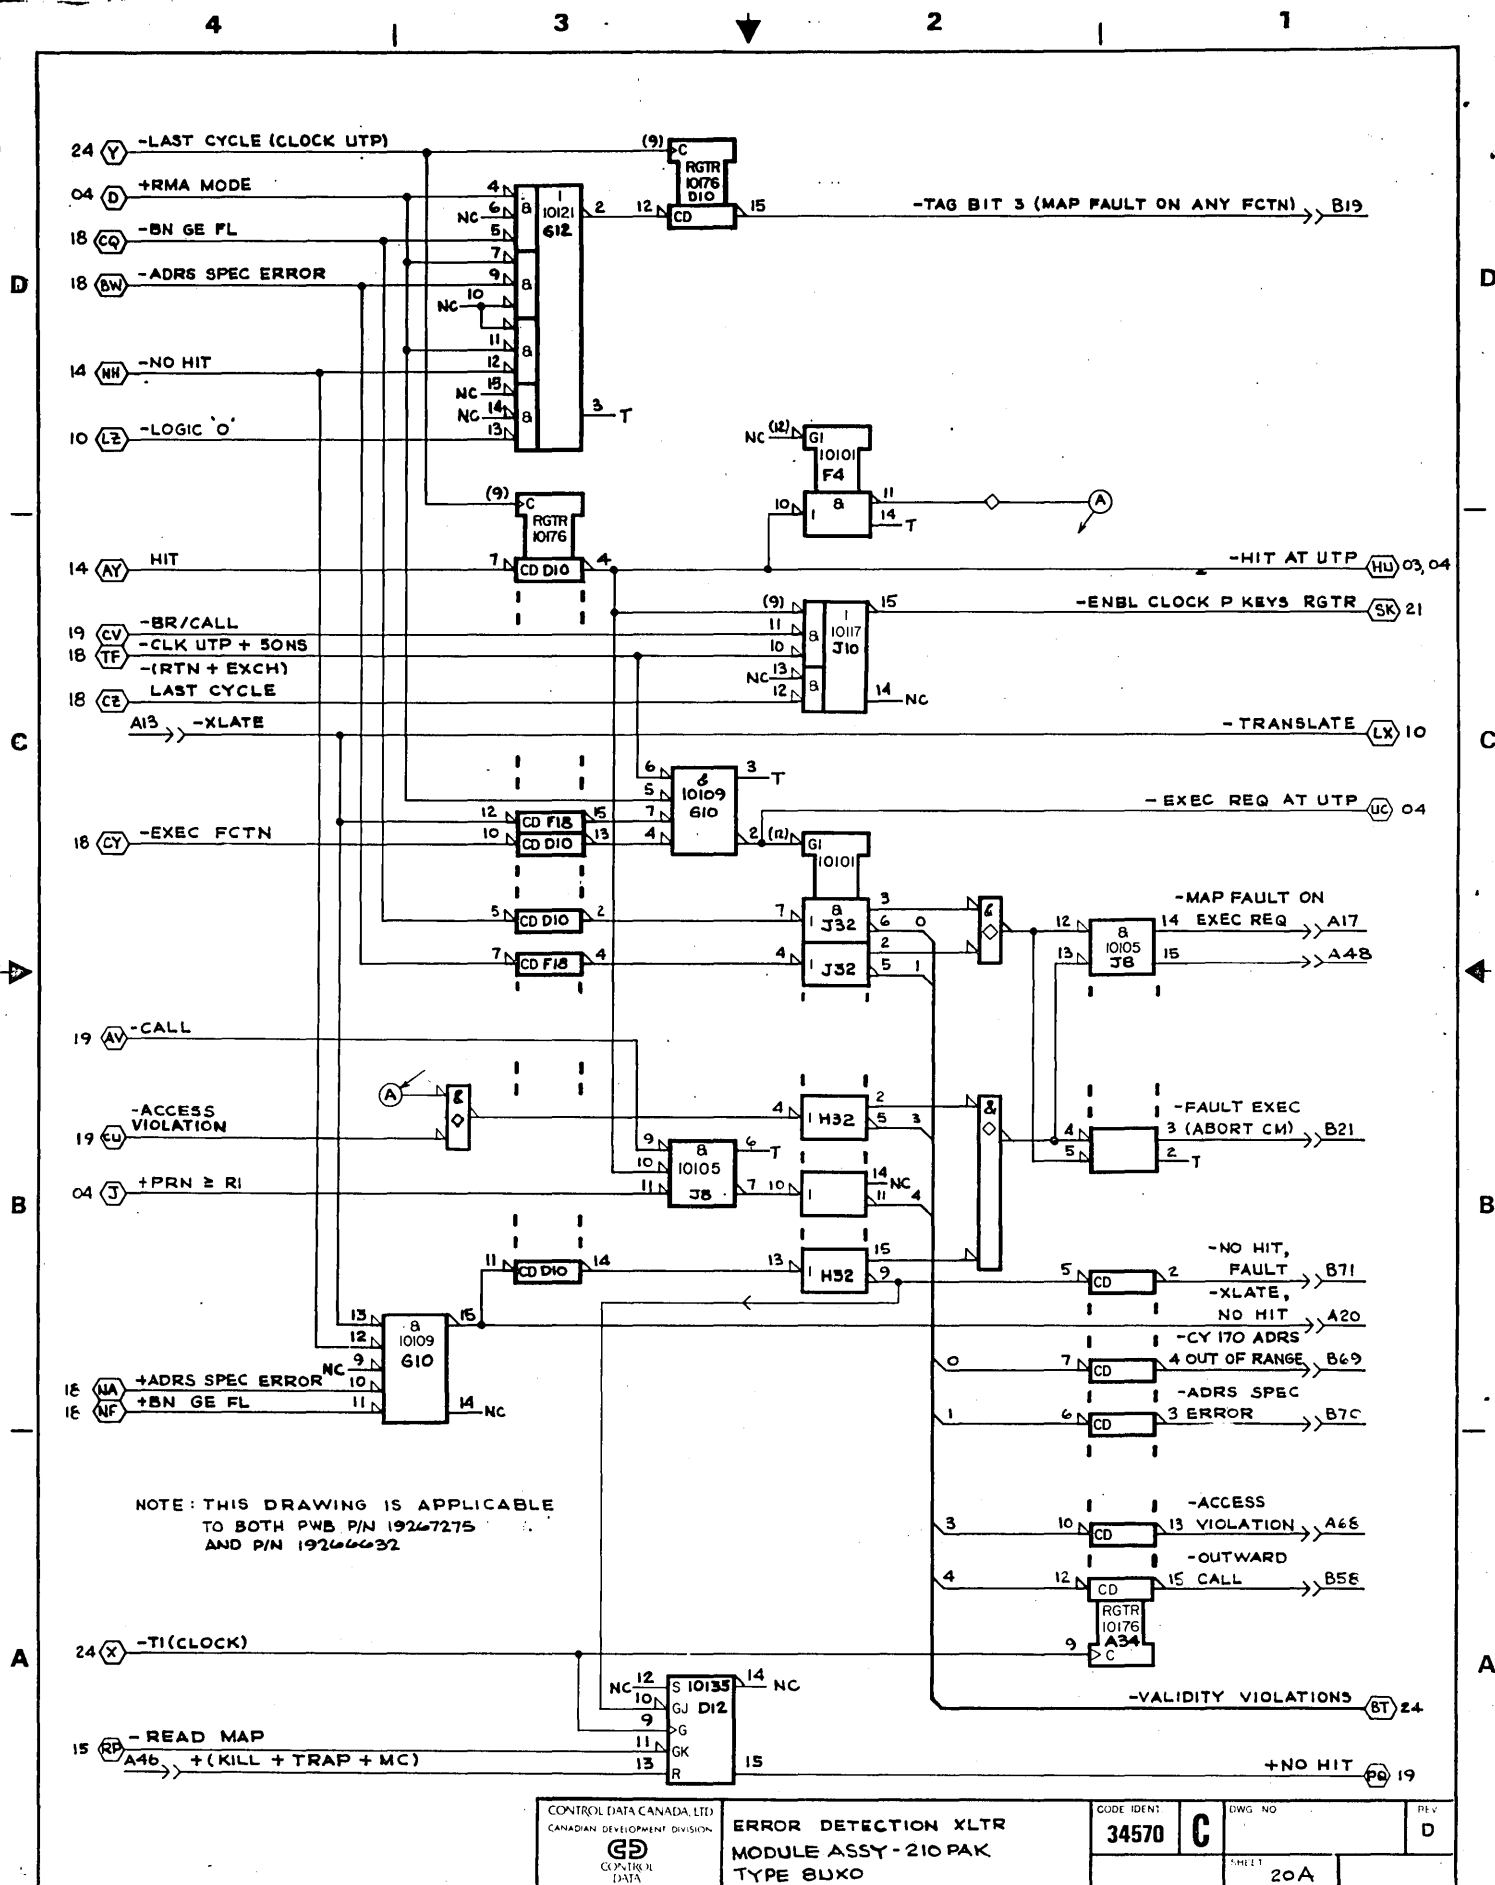 4 3 2 1
24 Y -LAST CYCLE (CLOCK UTP) (9) C
RGTR
10176
D10
04 D +RMA MODE 4
NC 6 & 1 2 12 CD 15 -TAG BIT 3 (MAP FAULT ON ANY FCTN) B19
10121
G12
18 CQ -BN GE FL 5
7
D 18 BW -ADRS SPEC ERROR 9 & D
NC 10
11 &
14 NH -NO HIT 12
NC 15
NC 14 & 3 T
10 LZ -LOGIC '0' 13
NC (12) G1
10101
F4
(9) C & 11 A
RGTR
10176
10 1 14 T
14 AY HIT 7 CD D10 4 -HIT AT UTP HU 03,04
(9) 1 15 -ENBL CLOCK P KEYS RGTR SK 21
19 CV -BR/CALL 11 & 10117
18 TF -CLK UTP + 50NS 10 J10
-(RTN + EXCH) NC 13 &
18 CZ LAST CYCLE 12 14 NC
C A13 -XLATE -TRANSLATE LX 10 C
6 & 3 T
5 10109
12 CD F18 15 7 G10 -EXEC REQ AT UTP UC 04
18 CY -EXEC FCTN 10 CD D10 13 4 2 (12) G1
10101
-MAP FAULT ON
5 CD D10 2 7 1 & 3 & 12 & 14 EXEC REQ A17
J32 6 0 10105
7 CD F18 4 4 1 J32 2 13 J8 15 A48
5 1
19 AV -CALL
A &
-ACCESS
VIOLATION
19 CU
4 1 H32 2 & -FAULT EXEC
5 3 4 3 (ABORT CM) B21
9 & 6 T 5 2 T
10 10105 14 NC
B 04 J +PRN ≥ R1 11 J8 7 10 1 11 4 B
-NO HIT,
FAULT
11 CD D10 14 13 1 H32 15
9 5 CD 2 B71
-XLATE,
13 & 15 NO HIT A20
12 10109 -CY 170 ADRS
NC 9 G10 0 7 CD 4 OUT OF RANGE B69
18 NA +ADRS SPEC ERROR 10
18 NF +BN GE FL 11 14 NC
-ADRS SPEC
1 6 CD 3 ERROR B70
NOTE: THIS DRAWING IS APPLICABLE
TO BOTH PWB P/N 19267275
AND P/N 19266632
-ACCESS
3 10 CD 13 VIOLATION A68
-OUTWARD
4 12 CD 15 CALL B58
RGTR
10176
A34
A 24 X -T1(CLOCK) 9 C A
NC 12 S 10135 14 NC
10 GJ D12 -VALIDITY VIOLATIONS BT 24
9 G
15 RP -READ MAP 11 GK
A46 +(KILL + TRAP + MC) 13 R 15 +NO HIT PQ 19
CONTROL DATA CANADA, LTD
CANADIAN DEVELOPMENT DIVISION
CONTROL
DATA
ERROR DETECTION XLTR
MODULE ASSY-210 PAK
TYPE 8UX0
CODE IDENT.
34570
C
DWG. NO
REV
D
SHEET
20A